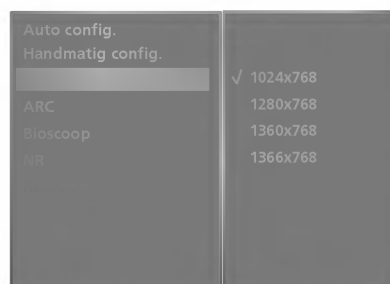 Auto config.
Handmatig config.
ARC
Bioscoop
NR
✓ 1024x768
1280x768
1360x768
1366x768